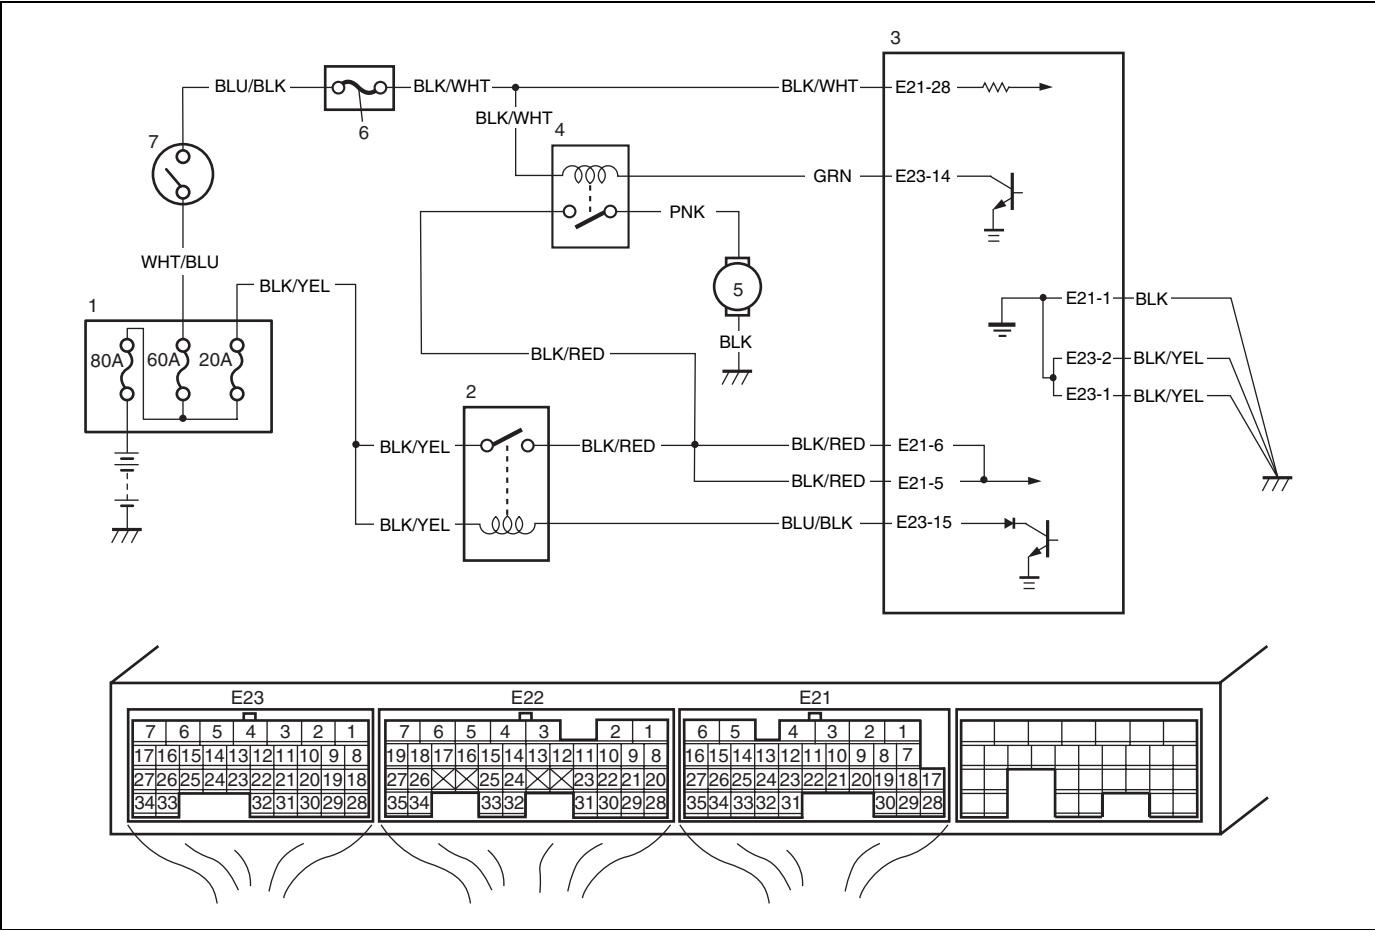 3
BLU/BLK
BLK/WHT
BLK/WHT
E21-28
6
BLK/WHT
4
7
GRN
E23-14
PNK
WHT/BLU
BLK/YEL
5
1
E21-1
BLK
80A
60A
20A
BLK
BLK/RED
E23-2
BLK/YEL
2
E23-1
BLK/YEL
BLK/YEL
BLK/RED
BLK/RED
E21-6
BLK/RED
E21-5
BLK/YEL
BLU/BLK
E23-15
E23
7 6 5 4 3 2 1
17 16 15 14 13 12 11 10 9 8
27 26 25 24 23 22 21 20 19 18
34 33 32 31 30 29 28
E22
7 6 5 4 3 2 1
19 18 17 16 15 14 13 12 11 10 9 8
27 26 25 24 23 22 21 20
35 34 33 32 31 30 29 28
E21
6 5 4 3 2 1
16 15 14 13 12 11 10 9 8 7
27 26 25 24 23 22 21 20 19 18 17
35 34 33 32 31 30 29 28